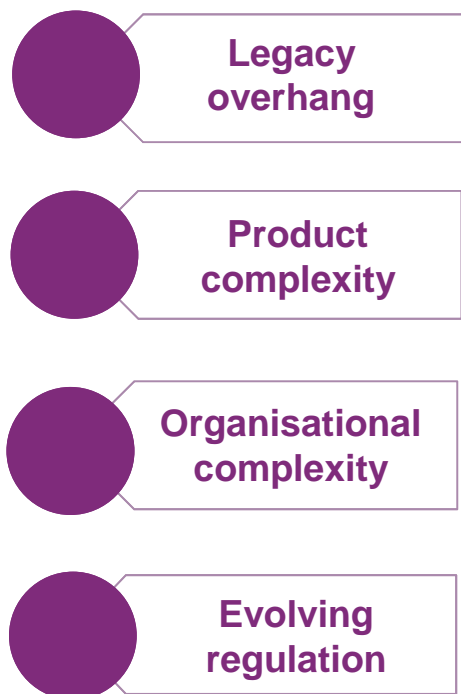 Legacy
overhang
Product
complexity
Organisational
complexity
Evolving
regulation